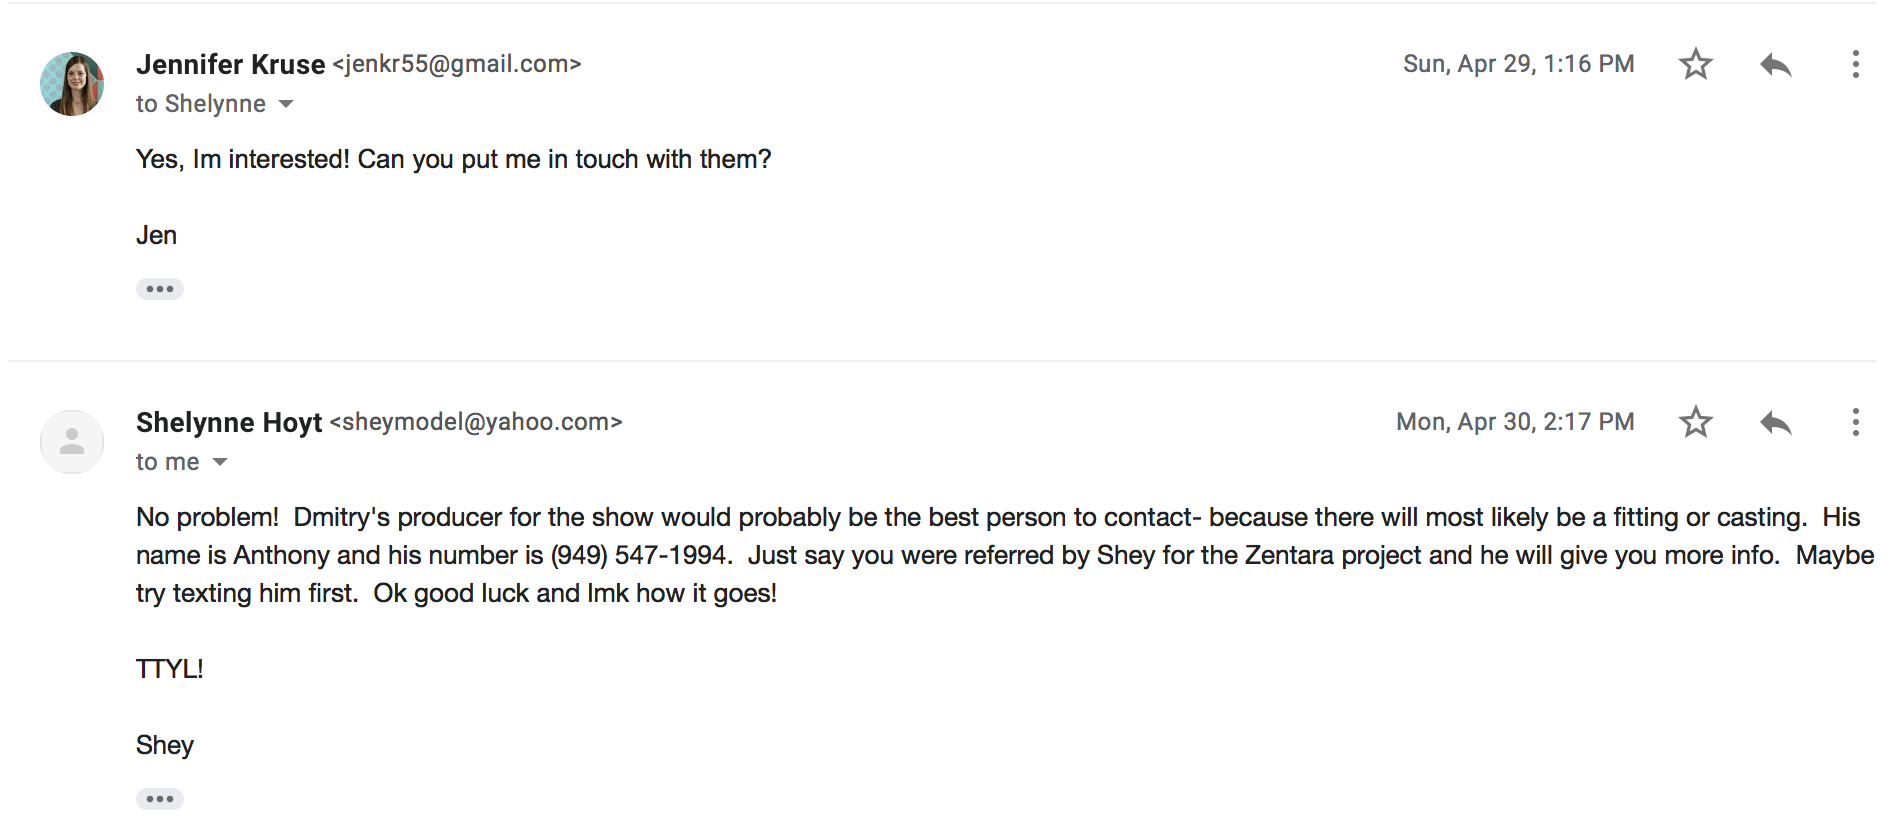 Jennifer Kruse <jenkr55@gmail.com> Sun, Apr 29, 1:16 PM
to Shelynne
Yes, Im interested! Can you put me in touch with them?
Jen
Shelynne Hoyt <sheymodel@yahoo.com> Mon, Apr 30, 2:17 PM
to me
No problem!  Dmitry's producer for the show would probably be the best person to contact- because there will most likely be a fitting or casting.  His
name is Anthony and his number is (949) 547-1994.  Just say you were referred by Shey for the Zentara project and he will give you more info.  Maybe
try texting him first.  Ok good luck and lmk how it goes!
TTYL!
Shey